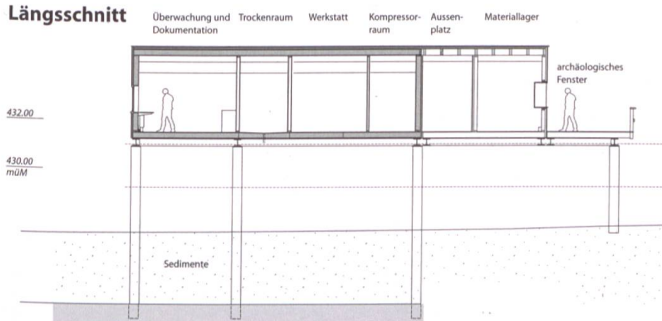 Längsschnitt
Überwachung und Trockenraum Werkstatt Kompressor- Aussen- Materiallager
Dokumentation raum platz
archäologisches
Fenster
432.00
430.00
müM
Sedimente